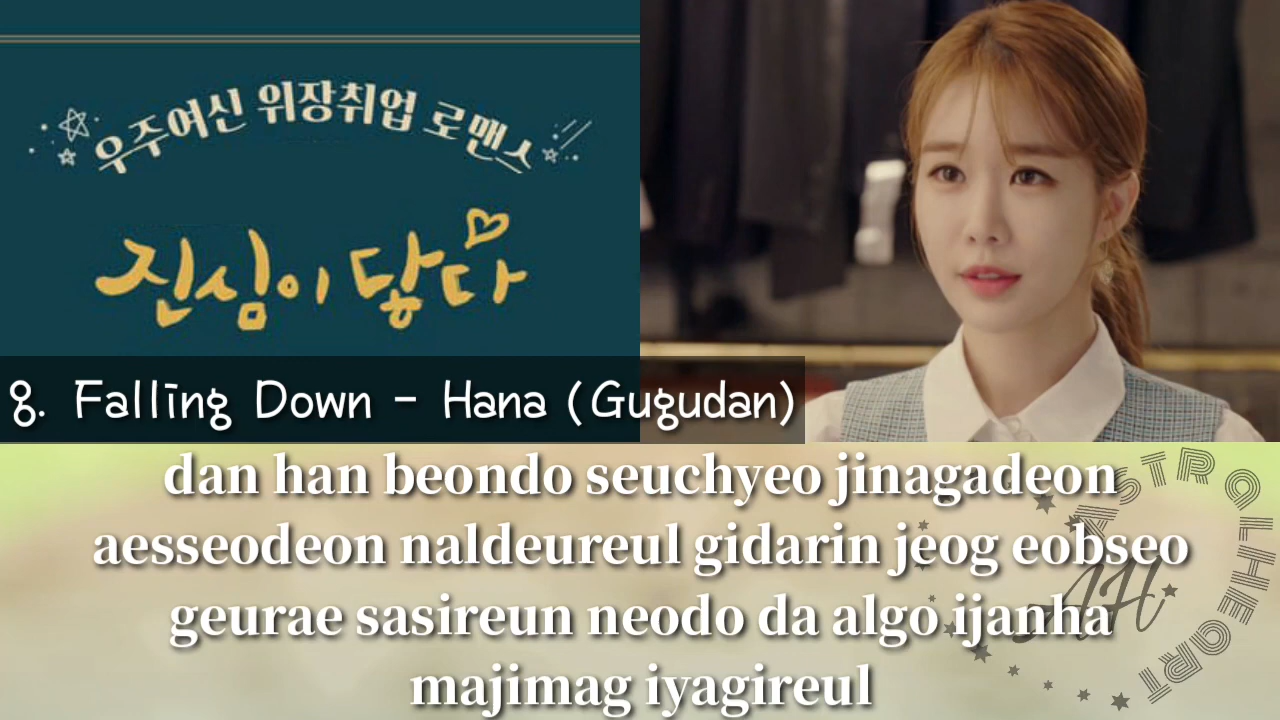 우주여신 위장취업 로맨스
진심이 닿다
8. Falling Down - Hana (Gugudan)
dan han beondo seuchyeo jinagadeon
aesseodeon naldeureul gidarin jeog eobseo
geurae sasireun neodo da algo ijanha
majimag iyagireul
ASTROLHEART
AH